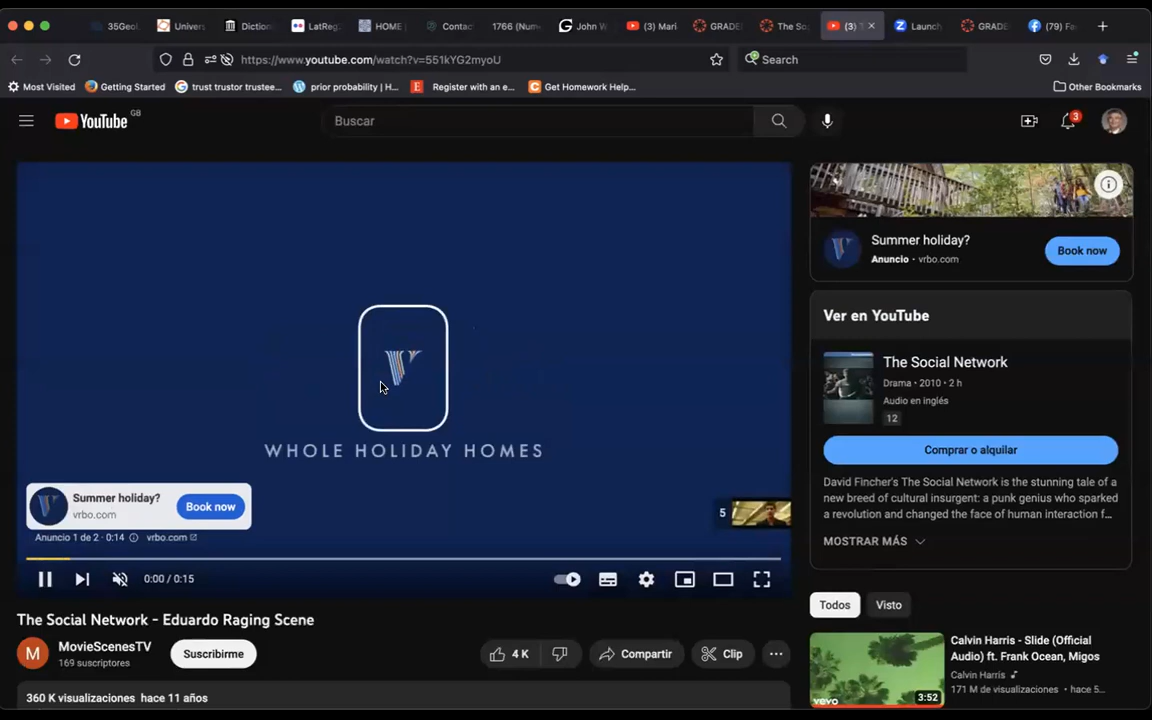 35Geol
Univers
Diction
LatReg
HOME
Contac
1766 (Num
John W
(3) Mari
GRADE
The So
(3) T
Launch
GRADE
(79) Fa
https://www.youtube.com/watch?v=551kYG2myoU
Search
Most Visited
Getting Started
trust trustor trustee...
prior probability | H...
Register with an e...
Get Homework Help...
Other Bookmarks
YouTube GB
Buscar
3
Summer holiday?
Anuncio • vrbo.com
Book now
WHOLE HOLIDAY HOMES
Summer holiday?
vrbo.com
Book now
Anuncio 1 de 2 · 0:14 vrbo.com
5
0:00 / 0:15
Ver en YouTube
The Social Network
Drama • 2010 • 2 h
Audio en inglés
12
Comprar o alquilar
David Fincher's The Social Network is the stunning tale of a
new breed of cultural insurgent: a punk genius who sparked
a revolution and changed the face of human interaction f...
MOSTRAR MÁS
The Social Network - Eduardo Raging Scene
M
MovieScenesTV
169 suscriptores
Suscribirme
4 K
Compartir
Clip
360 K visualizaciones hace 11 años
Todos
Visto
Calvin Harris - Slide (Official
Audio) ft. Frank Ocean, Migos
Calvin Harris
171 M de visualizaciones • hace 5...
vevo
3:52